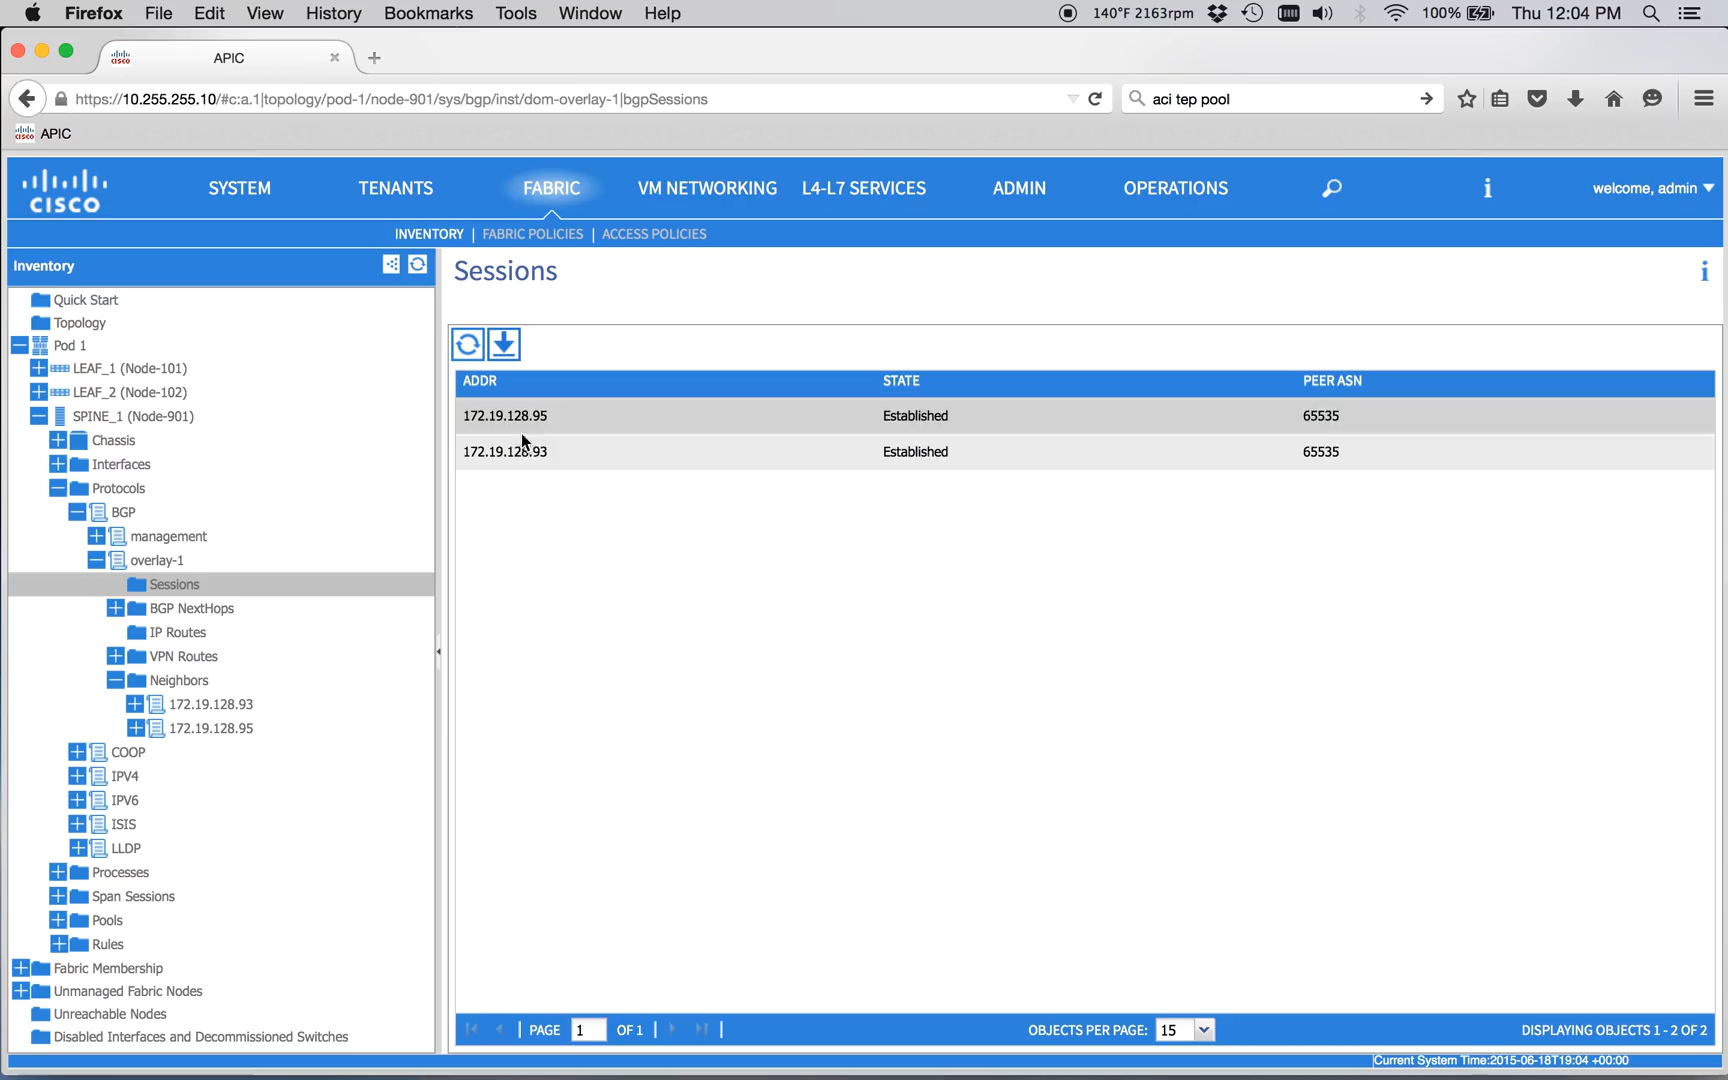 Firefox File Edit View History Bookmarks Tools Window Help 140°F 2163rpm 100% Thu 12:04 PM
APIC
https://10.255.255.10/#c:a.1|topology/pod-1/node-901/sys/bgp/inst/dom-overlay-1|bgpSessions aci tep pool
APIC
CISCO SYSTEM TENANTS FABRIC VM NETWORKING L4-L7 SERVICES ADMIN OPERATIONS i welcome, admin
INVENTORY | FABRIC POLICIES | ACCESS POLICIES
Inventory
Quick Start
Topology
Pod 1
LEAF_1 (Node-101)
LEAF_2 (Node-102)
SPINE_1 (Node-901)
Chassis
Interfaces
Protocols
BGP
management
overlay-1
Sessions
BGP NextHops
IP Routes
VPN Routes
Neighbors
172.19.128.93
172.19.128.95
COOP
IPV4
IPV6
ISIS
LLDP
Processes
Span Sessions
Pools
Rules
Fabric Membership
Unmanaged Fabric Nodes
Unreachable Nodes
Disabled Interfaces and Decommissioned Switches
Sessions i
ADDR STATE PEER ASN
172.19.128.95 Established 65535
172.19.128.93 Established 65535
PAGE 1 OF 1 OBJECTS PER PAGE: 15 DISPLAYING OBJECTS 1 - 2 OF 2
Current System Time:2015-06-18T19:04 +00:00